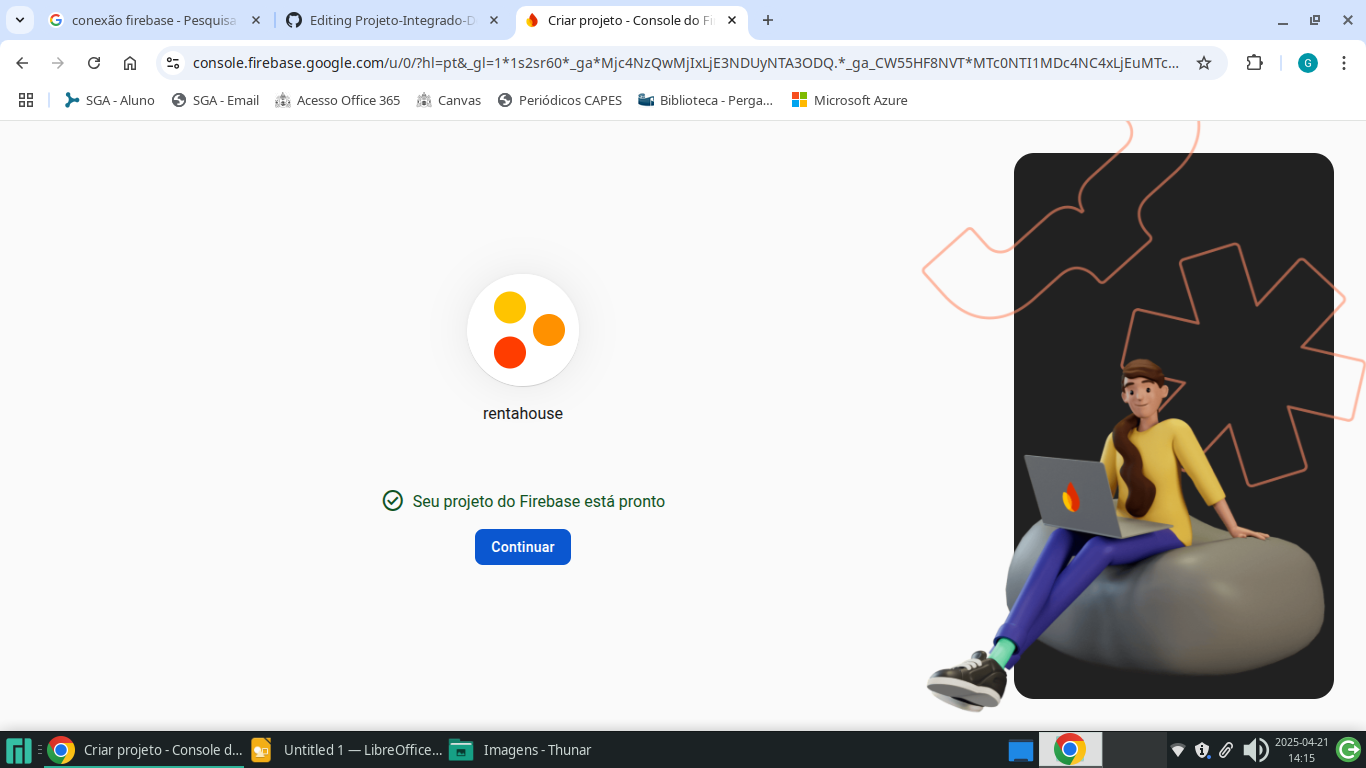 conexão firebase - Pesquisa
Editing Projeto-Integrado-D
Criar projeto - Console do Fi
console.firebase.google.com/u/0/?hl=pt&_gl=1*1s2sr60*_ga*Mjc4NzQwMjIxLjE3NDUyNTA3ODQ.*_ga_CW55HF8NVT*MTc0NTI1MDc4NC4xLjEuMTc...
G
SGA - Aluno
SGA - Email
Acesso Office 365
Canvas
Periódicos CAPES
Biblioteca - Perga...
Microsoft Azure
rentahouse
Seu projeto do Firebase está pronto
Continuar
Criar projeto - Console d...
Untitled 1 — LibreOffice...
Imagens - Thunar
2025-04-21
14:15